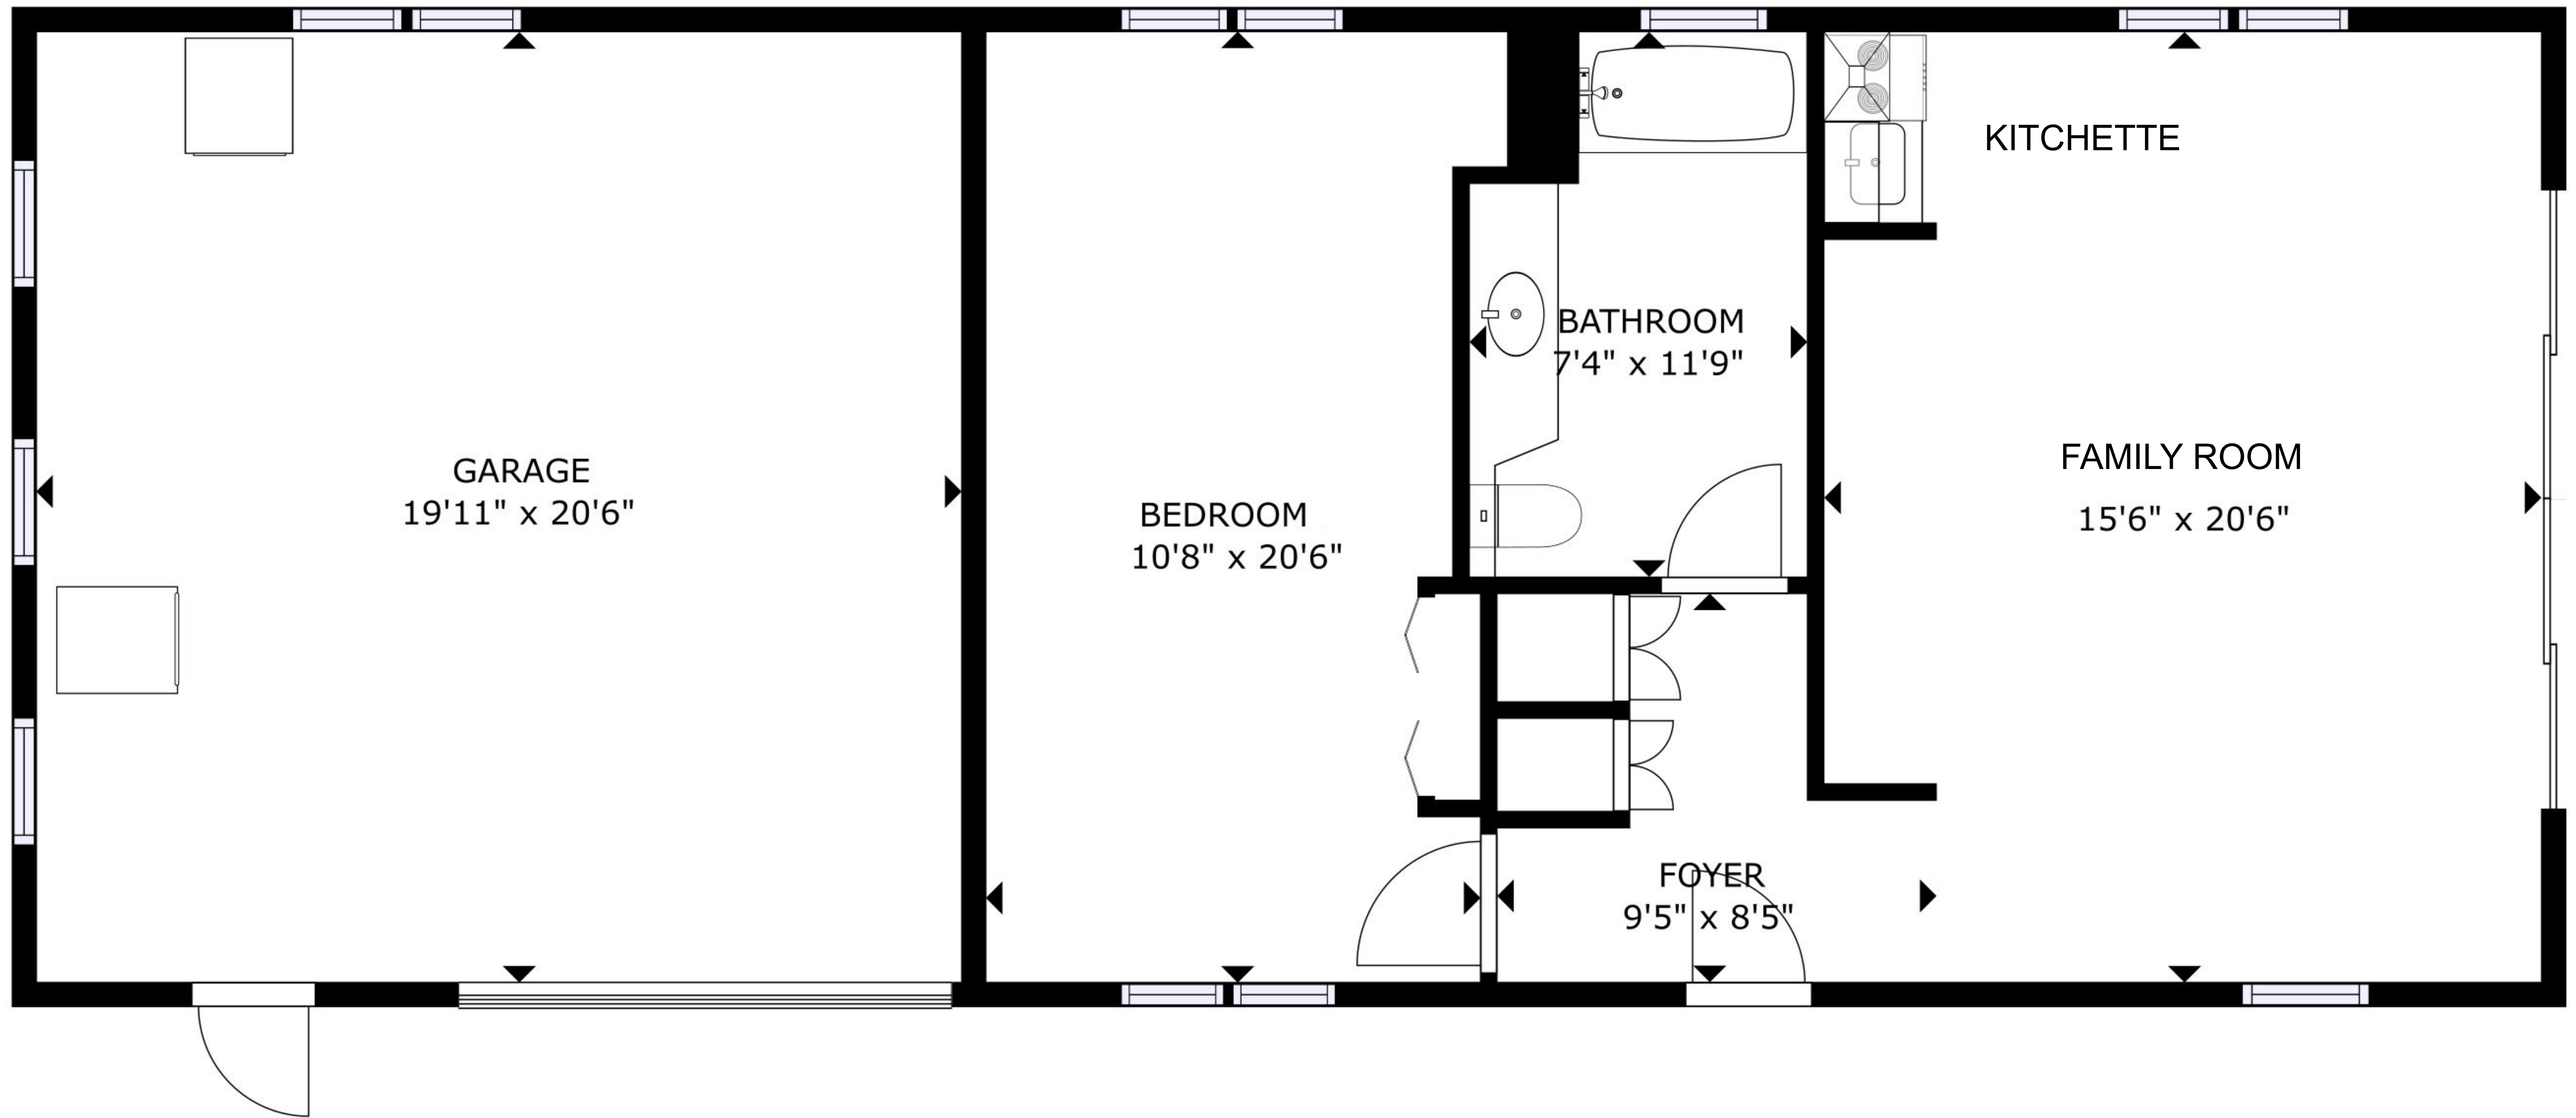 KITCHETTE
BATHROOM
7'4" x 11'9"
GARAGE
19'11" x 20'6"
BEDROOM
10'8" x 20'6"
FAMILY ROOM
15'6" x 20'6"
FOYER
9'5" x 8'5"